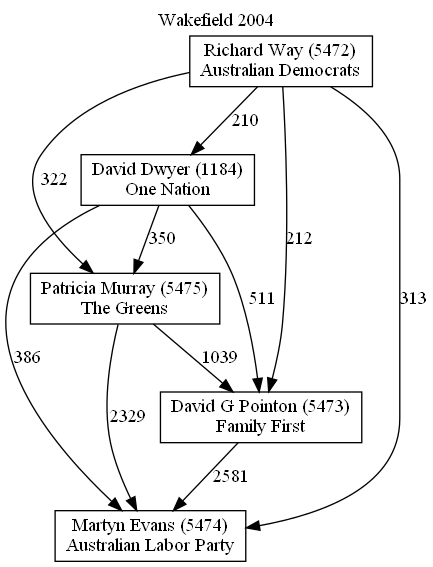 Wakefield 2004
Richard Way (5472)
Australian Democrats
210
David Dwyer (1184)
One Nation
322
350
212
Patricia Murray (5475)
The Greens
511
313
386
1039
David G Pointon (5473)
Family First
2329
2581
Martyn Evans (5474)
Australian Labor Party